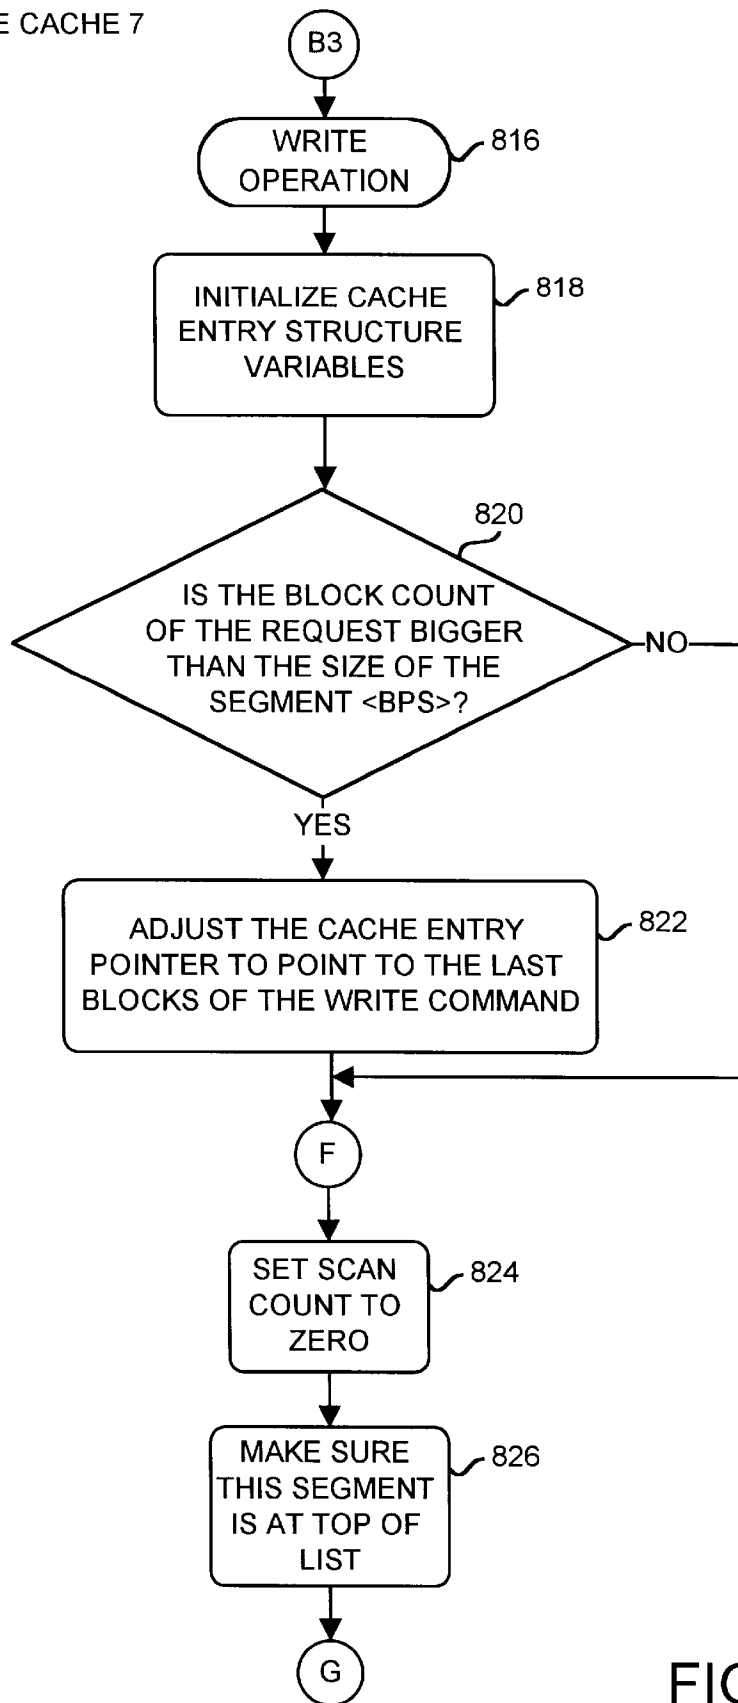 E CACHE 7
B3
WRITE
OPERATION
816
INITIALIZE CACHE
ENTRY STRUCTURE
VARIABLES
818
820
IS THE BLOCK COUNT
OF THE REQUEST BIGGER
THAN THE SIZE OF THE
SEGMENT <BPS>?
NO
YES
ADJUST THE CACHE ENTRY
POINTER TO POINT TO THE LAST
BLOCKS OF THE WRITE COMMAND
822
F
SET SCAN
COUNT TO
ZERO
824
MAKE SURE
THIS SEGMENT
IS AT TOP OF
LIST
826
G
FIG